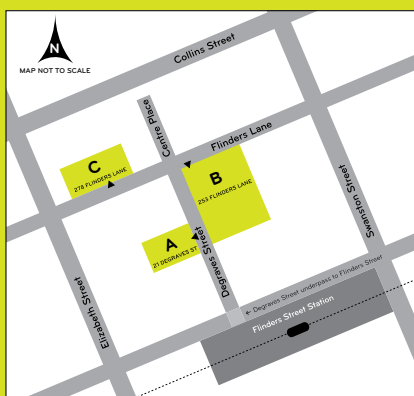 N
MAP NOT TO SCALE
Collins Street
Centre Place
Flinders Lane
C
278 FLINDERS LANE
B
253 FLINDERS LANE
A
21 DEGRAVES ST
Degraves Street
Swanston Street
Elizabeth Street
← Degraves Street underpass to Flinders Street
Flinders Street Station